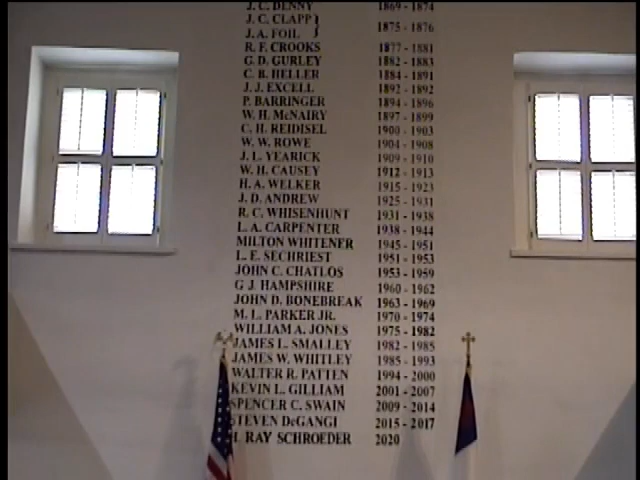 J. C. DENNY 1869 - 1874
J. C. CLAPP
J. A. FOIL } 1875 - 1876
R. F. CROOKS 1877 - 1881
G. D. GURLEY 1882 - 1883
C. B. HELLER 1884 - 1891
J. J. EXCELL 1892 - 1892
P. BARRINGER 1894 - 1896
W. H. McNAIRY 1897 - 1899
C. H. REIDISEL 1900 - 1903
W. W. ROWE 1904 - 1908
J. L. YEARICK 1909 - 1910
W. H. CAUSEY 1912 - 1913
H. A. WELKER 1915 - 1923
J. D. ANDREW 1925 - 1931
R. C. WHISENHUNT 1931 - 1938
L. A. CARPENTER 1938 - 1944
MILTON WHITENER 1945 - 1951
L. E. SECHRIEST 1951 - 1953
JOHN C. CHATLOS 1953 - 1959
G J. HAMPSHIRE 1960 - 1962
JOHN D. BONEBREAK 1963 - 1969
M. L. PARKER JR. 1970 - 1974
WILLIAM A. JONES 1975 - 1982
JAMES L. SMALLEY 1982 - 1985
JAMES W. WHITLEY 1985 - 1993
WALTER R. PATTEN 1994 - 2000
KEVIN L. GILLIAM 2001 - 2007
SPENCER C. SWAIN 2009 - 2014
STEVEN DeGANGI 2015 - 2017
RAY SCHROEDER 2020